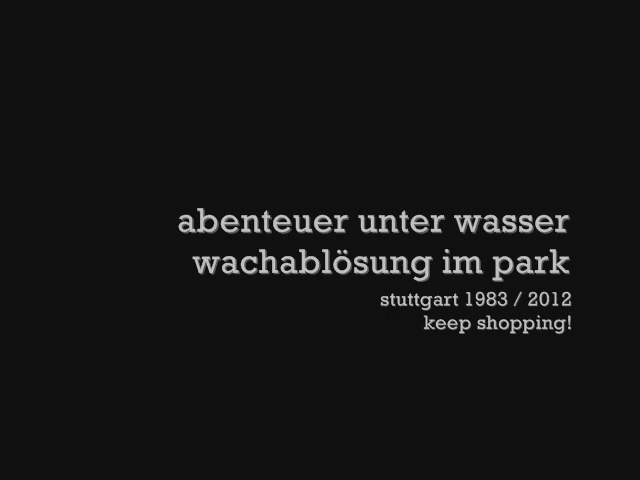 abenteuer unter wasser
wachablösung im park
stuttgart 1983 / 2012
keep shopping!